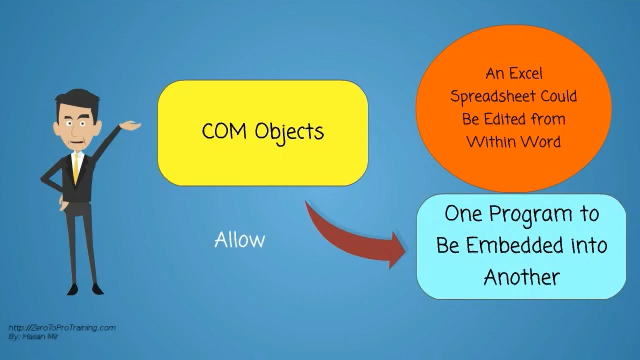 COM Objects
Allow
An Excel
Spreadsheet Could
Be Edited from
Within Word
One Program to
Be Embedded into
Another
http://ZeroToProTraining.com
By: Hasan Mir